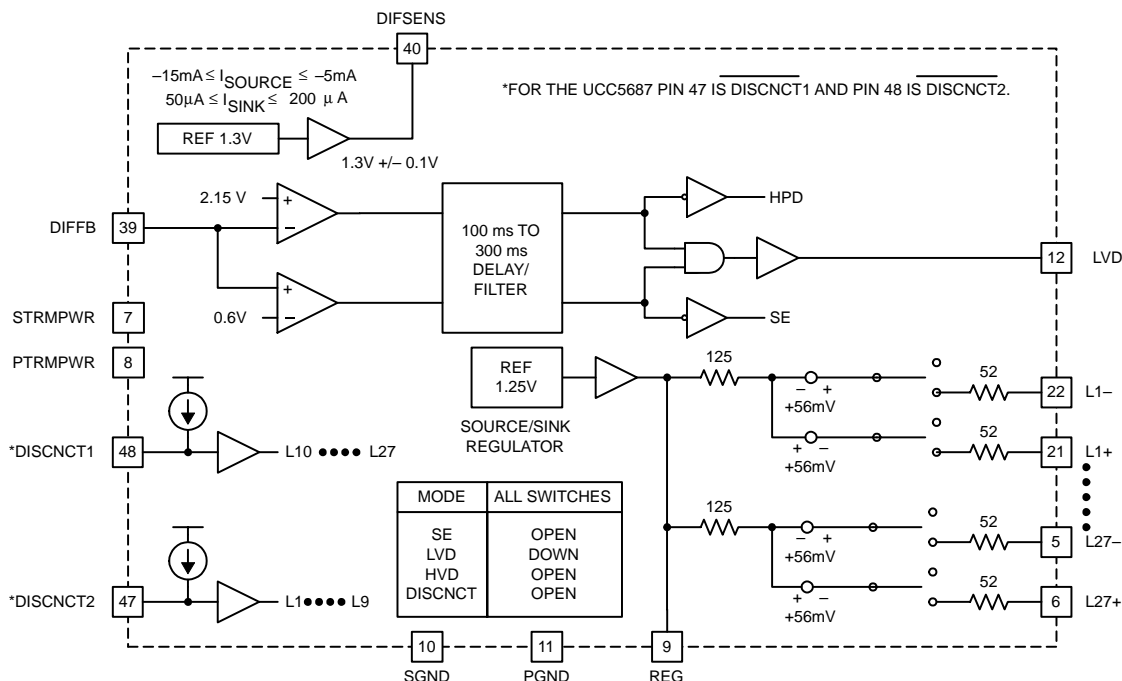 DIFSENS
40
–15mA ≤ ISOURCE ≤ –5mA
50µA ≤ ISINK ≤ 200 µ A
*FOR THE UCC5687 PIN 47 IS DISCNCT1 AND PIN 48 IS DISCNCT2.
REF 1.3V
1.3V +/– 0.1V
2.15 V
+
–
HPD
DIFFB
39
100 ms TO
300 ms
DELAY/
FILTER
12
LVD
+
–
0.6V
SE
STRMPWR
7
PTRMPWR
8
REF
1.25V
SOURCE/SINK
REGULATOR
125
– +
+56mV
52
22
L1–
*DISCNCT1
48
L10 •••• L27
+ –
+56mV
52
21
L1+
MODE ALL SWITCHES
SE OPEN
LVD DOWN
HVD OPEN
DISCNCT OPEN
125
– +
+56mV
52
5
L27–
*DISCNCT2
47
L1 •••• L9
+ –
+56mV
52
6
L27+
10
11
9
SGND
PGND
REG